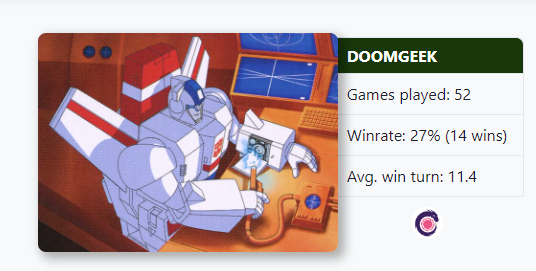 DOOMGEEK
Games played: 52
Winrate: 27% (14 wins)
Avg. win turn: 11.4